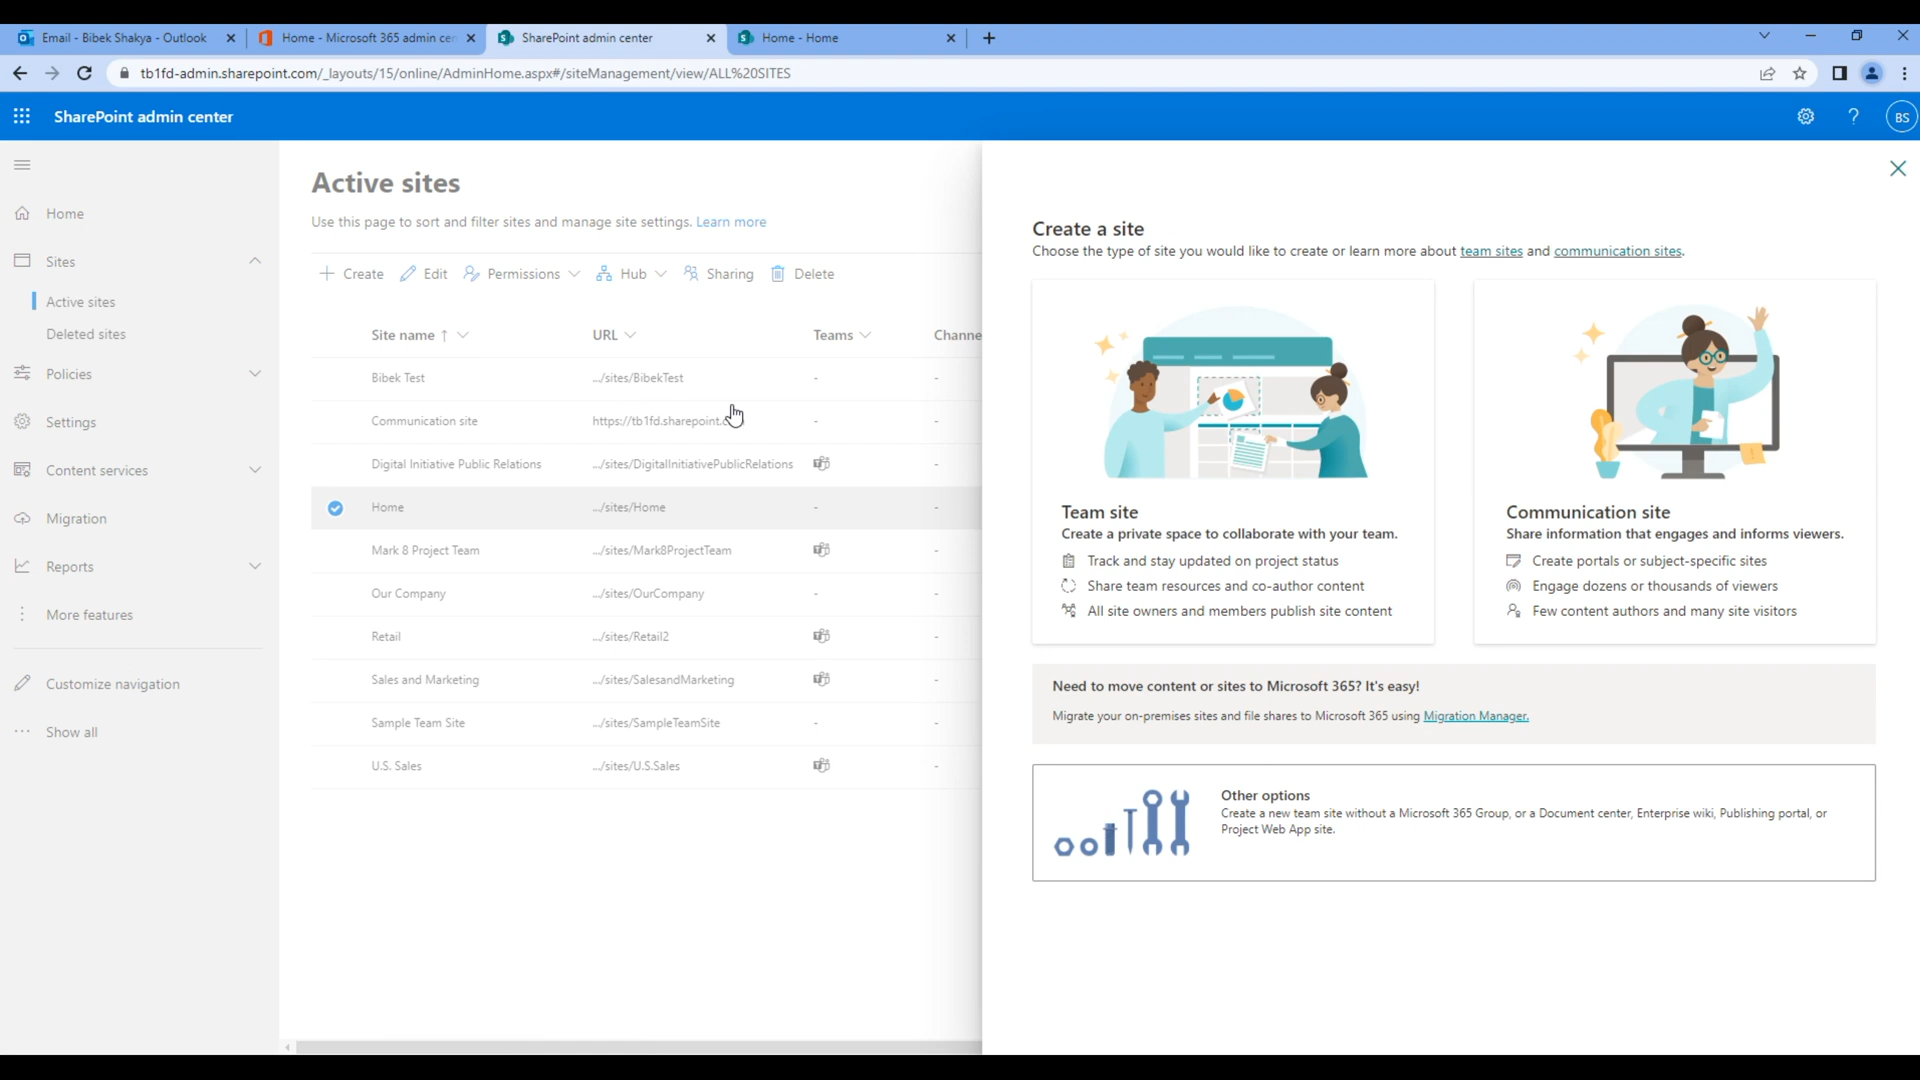 Email - Bibek Shakya - Outlook
Home - Microsoft 365 admin cen
SharePoint admin center
Home - Home
tb1fd-admin.sharepoint.com/_layouts/15/online/AdminHome.aspx#/siteManagement/view/ALL%20SITES
SharePoint admin center
BS
Home
Sites
Active sites
Deleted sites
Policies
Settings
Content services
Migration
Reports
More features
Customize navigation
Show all
Active sites
Use this page to sort and filter sites and manage site settings. Learn more
Create Edit Permissions Hub Sharing Delete
Site name ↑ URL Teams Channe
Bibek Test .../sites/BibekTest - -
Communication site https://tb1fd.sharepoint. - -
Digital Initiative Public Relations .../sites/DigitalInitiativePublicRelations -
Home .../sites/Home - -
Mark 8 Project Team .../sites/Mark8ProjectTeam -
Our Company .../sites/OurCompany - -
Retail .../sites/Retail2 -
Sales and Marketing .../sites/SalesandMarketing -
Sample Team Site .../sites/SampleTeamSite - -
U.S. Sales .../sites/U.S.Sales -
Create a site
Choose the type of site you would like to create or learn more about team sites and communication sites.
Team site
Create a private space to collaborate with your team.
Track and stay updated on project status
Share team resources and co-author content
All site owners and members publish site content
Communication site
Share information that engages and informs viewers.
Create portals or subject-specific sites
Engage dozens or thousands of viewers
Few content authors and many site visitors
Need to move content or sites to Microsoft 365? It's easy!
Migrate your on-premises sites and file shares to Microsoft 365 using Migration Manager.
Other options
Create a new team site without a Microsoft 365 Group, or a Document center, Enterprise wiki, Publishing portal, or
Project Web App site.